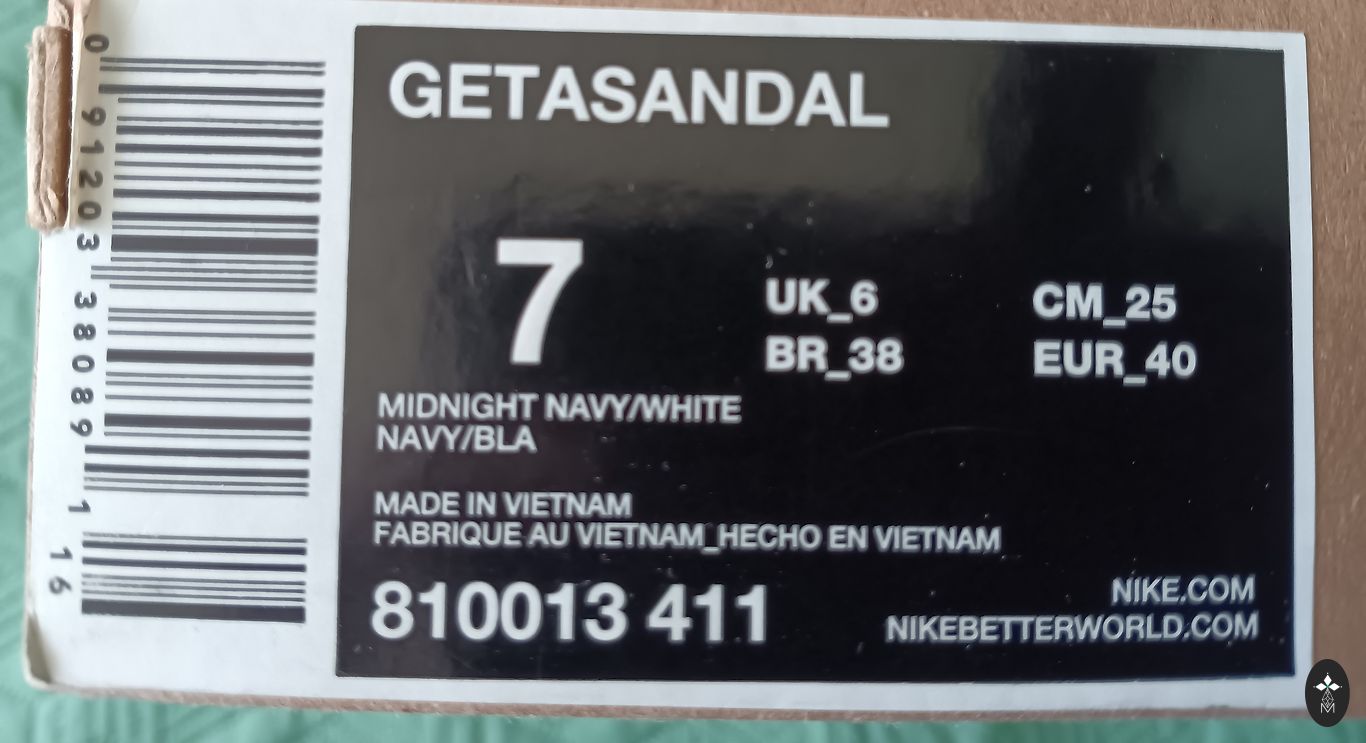 0 91203 38089 1 16
GETASANDAL
7
UK_6
CM_25
BR_38
EUR_40
MIDNIGHT NAVY/WHITE
NAVY/BLA
MADE IN VIETNAM
FABRIQUE AU VIETNAM_HECHO EN VIETNAM
810013 411
NIKE.COM
NIKEBETTERWORLD.COM
M